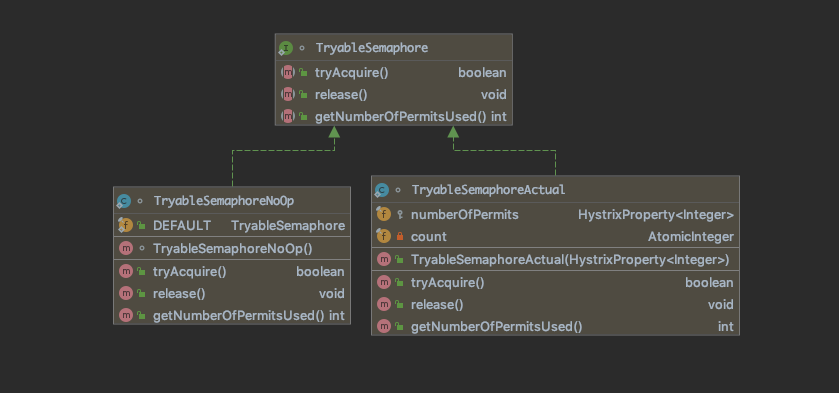 TryableSemaphore
tryAcquire() boolean
release() void
getNumberOfPermitsUsed() int
TryableSemaphoreNoOp
DEFAULT TryableSemaphore
TryableSemaphoreNoOp()
tryAcquire() boolean
release() void
getNumberOfPermitsUsed() int
TryableSemaphoreActual
numberOfPermits HystrixProperty<Integer>
count AtomicInteger
TryableSemaphoreActual(HystrixProperty<Integer>)
tryAcquire() boolean
release() void
getNumberOfPermitsUsed() int